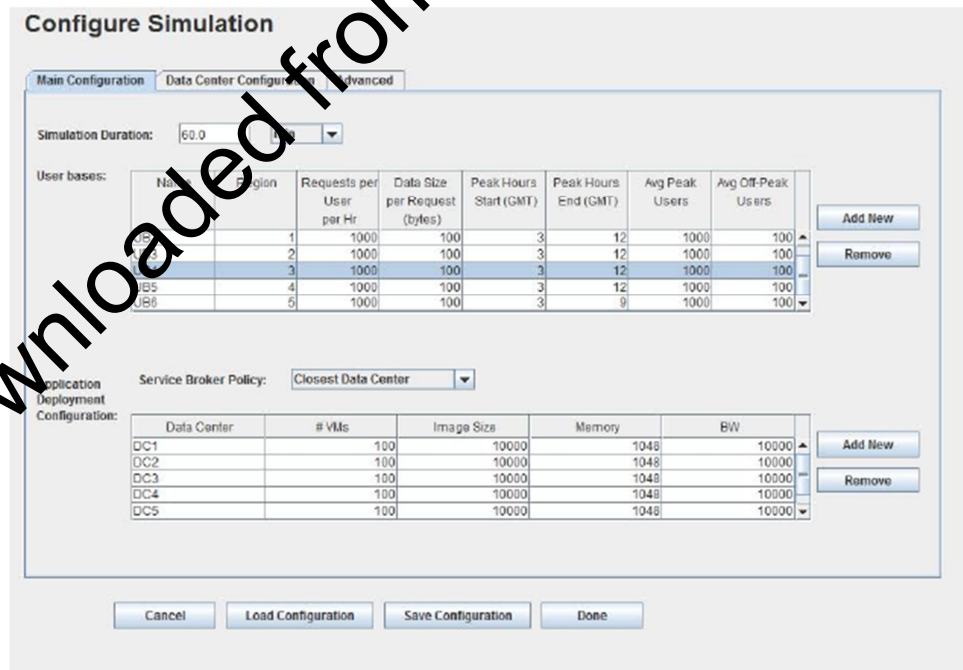 Configure Simulation
Main Configuration Data Center Configuration Advanced
Simulation Duration: 60.0
User bases:
Name Region Requests per User per Hr Data Size per Request (bytes) Peak Hours Start (GMT) Peak Hours End (GMT) Avg Peak Users Avg Off-Peak Users
1 1000 100 3 12 1000 100
2 1000 100 3 12 1000 100
3 1000 100 3 12 1000 100
UB5 4 1000 100 3 12 1000 100
UB6 5 1000 100 3 9 1000 100
Add New
Remove
Service Broker Policy: Closest Data Center
Application
Deployment
Configuration:
Data Center # VMs Image Size Memory BW
DC1 100 10000 1048 10000
DC2 100 10000 1048 10000
DC3 100 10000 1048 10000
DC4 100 10000 1048 10000
DC5 100 10000 1048 10000
Add New
Remove
Cancel Load Configuration Save Configuration Done
wnloaded from